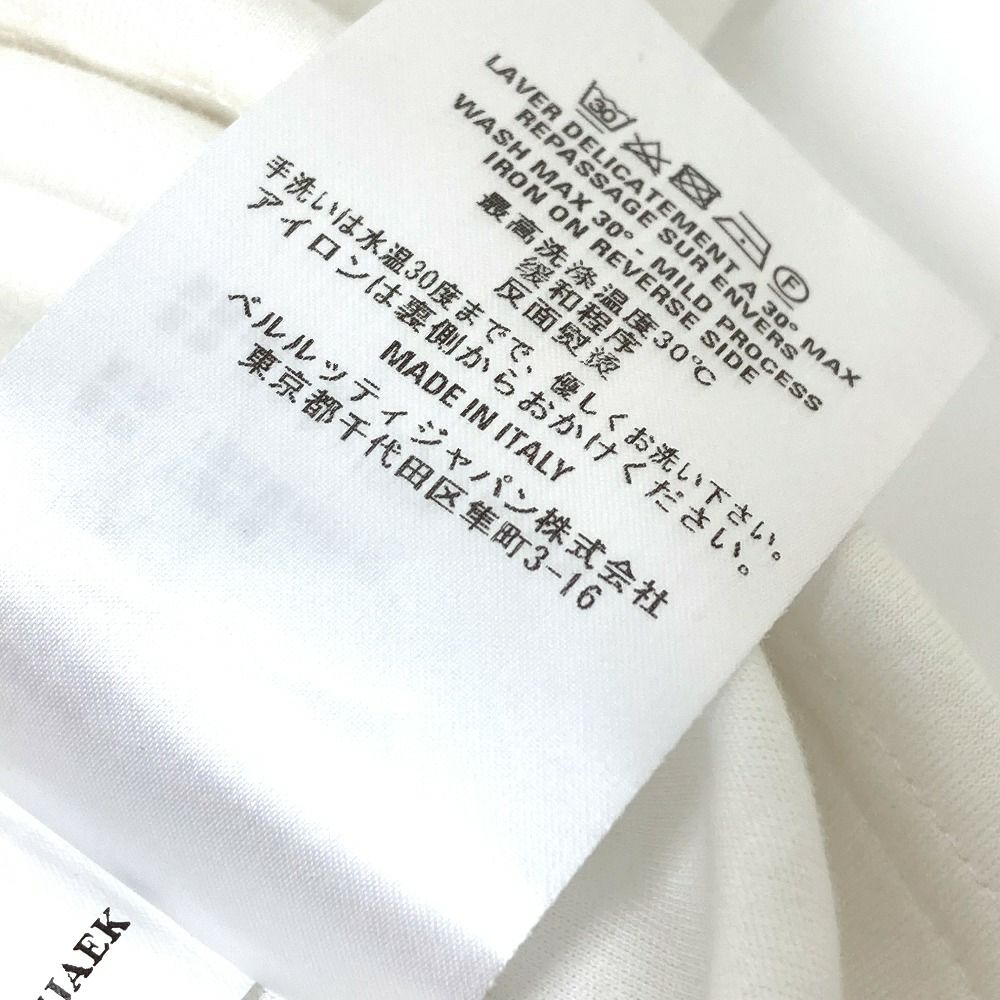 30
F
LAVER DELICATEMENT A 30° MAX
REPASSAGE SUR ENVERS
WASH MAX 30° - MILD PROCESS
IRON ON REVERSE SIDE
最高洗涤温度30℃
缓和程序
反面熨烫
手洗いは水温30度までで、優しくお洗い下さい。
アイロンは裏側からおかけください。
MADE IN ITALY
ベルルッティジャパン株式会社
東京都千代田区隼町3-16